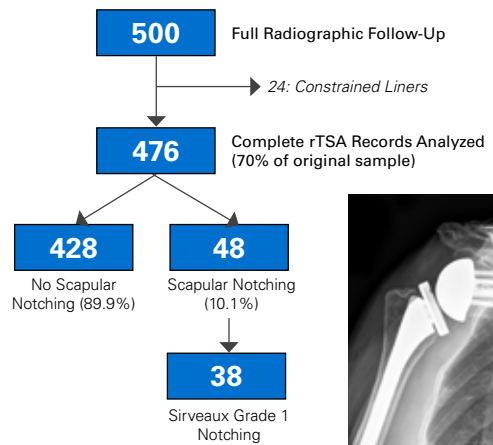 500
Full Radiographic Follow-Up
24: Constrained Liners
476
Complete rTSA Records Analyzed
(70% of original sample)
428
No Scapular
Notching (89.9%)
48
Scapular Notching
(10.1%)
38
Sirveaux Grade 1
Notching